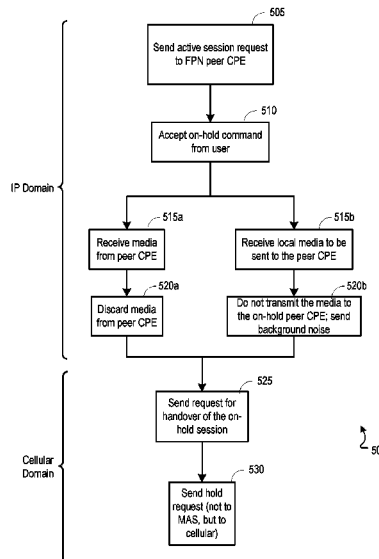 505
Send active session request
to FPN peer CPE
510
Accept on-hold command
from user
IP Domain
515a
Receive media
from peer CPE
515b
Receive local media to be
sent to the peer CPE
520a
Discard media
from peer CPE
520b
Do not transmit the media to
the on-hold peer CPE; send
background noise
525
Send request for
handover of the on-
hold session
Cellular
Domain
530
Send hold
request (not to
MAS, but to
cellular)